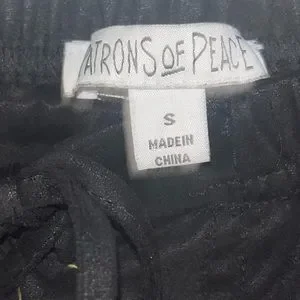 ATRONS OF PEACE
S
MADE IN
CHINA